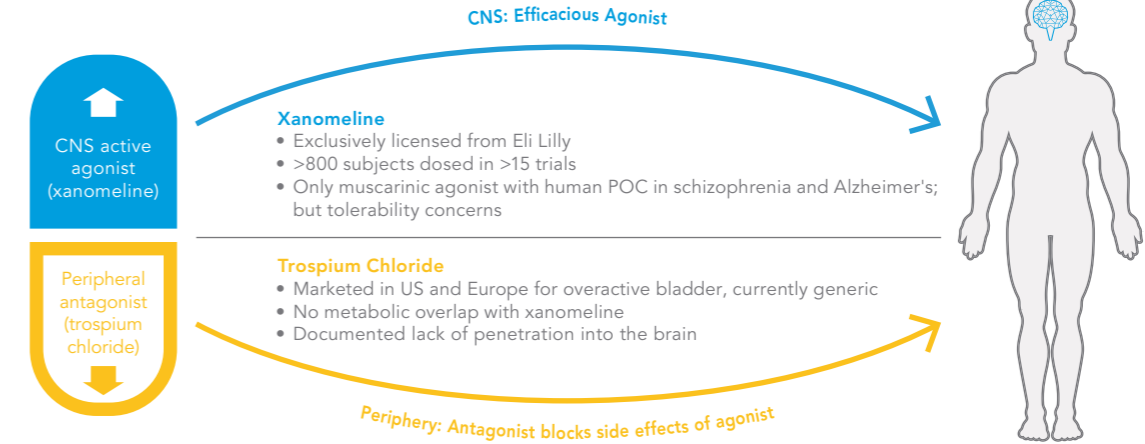 CNS: Efficacious Agonist
CNS active
agonist
(xanomeline)
Xanomeline
• Exclusively licensed from Eli Lilly
• >800 subjects dosed in >15 trials
• Only muscarinic agonist with human POC in schizophrenia and Alzheimer's;
but tolerability concerns
Peripheral
antagonist
(trospium
chloride)
Trospium Chloride
• Marketed in US and Europe for overactive bladder, currently generic
• No metabolic overlap with xanomeline
• Documented lack of penetration into the brain
Periphery: Antagonist blocks side effects of agonist